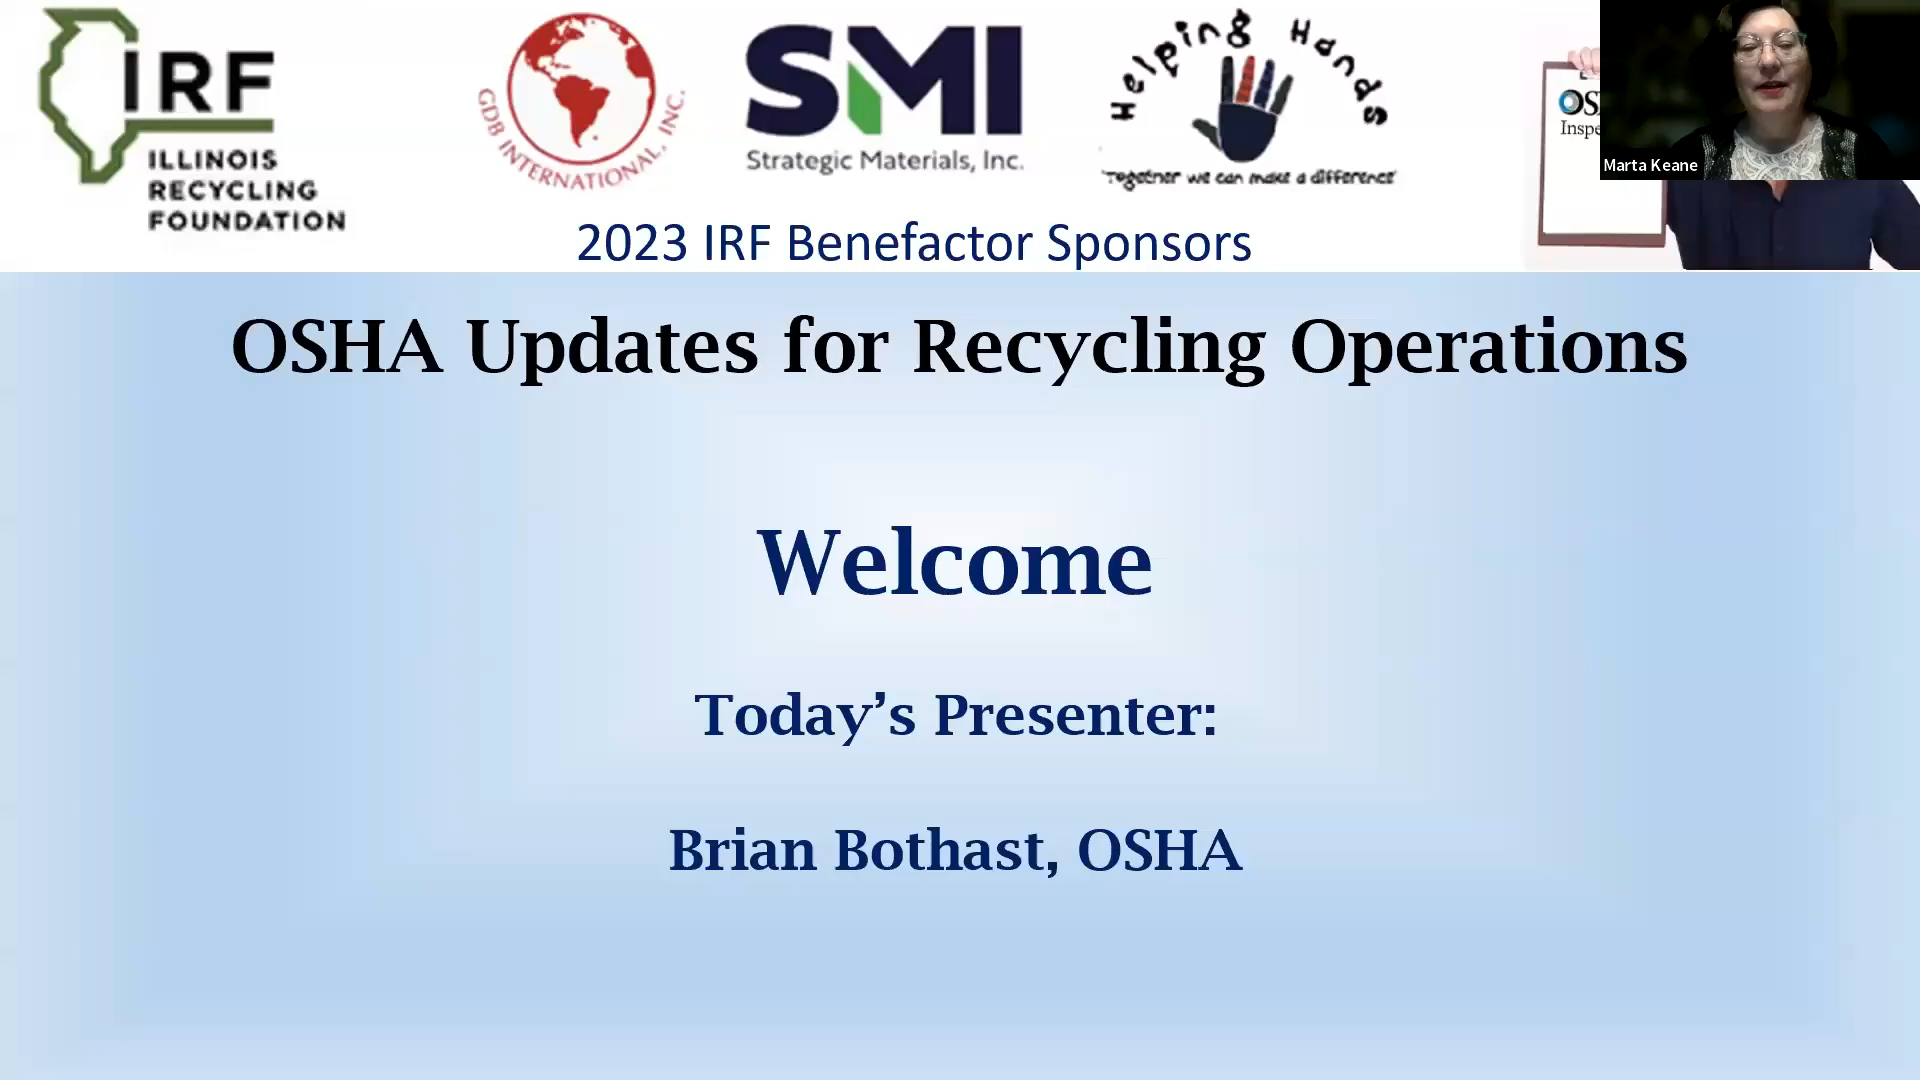 IRF
ILLINOIS
RECYCLING
FOUNDATION
GDB INTERNATIONAL, INC.
SMI
Strategic Materials, Inc.
Helping Hands
"Together we can make a difference"
Marta Keane
2023 IRF Benefactor Sponsors
OSHA Updates for Recycling Operations
Welcome
Today’s Presenter:
Brian Bothast, OSHA